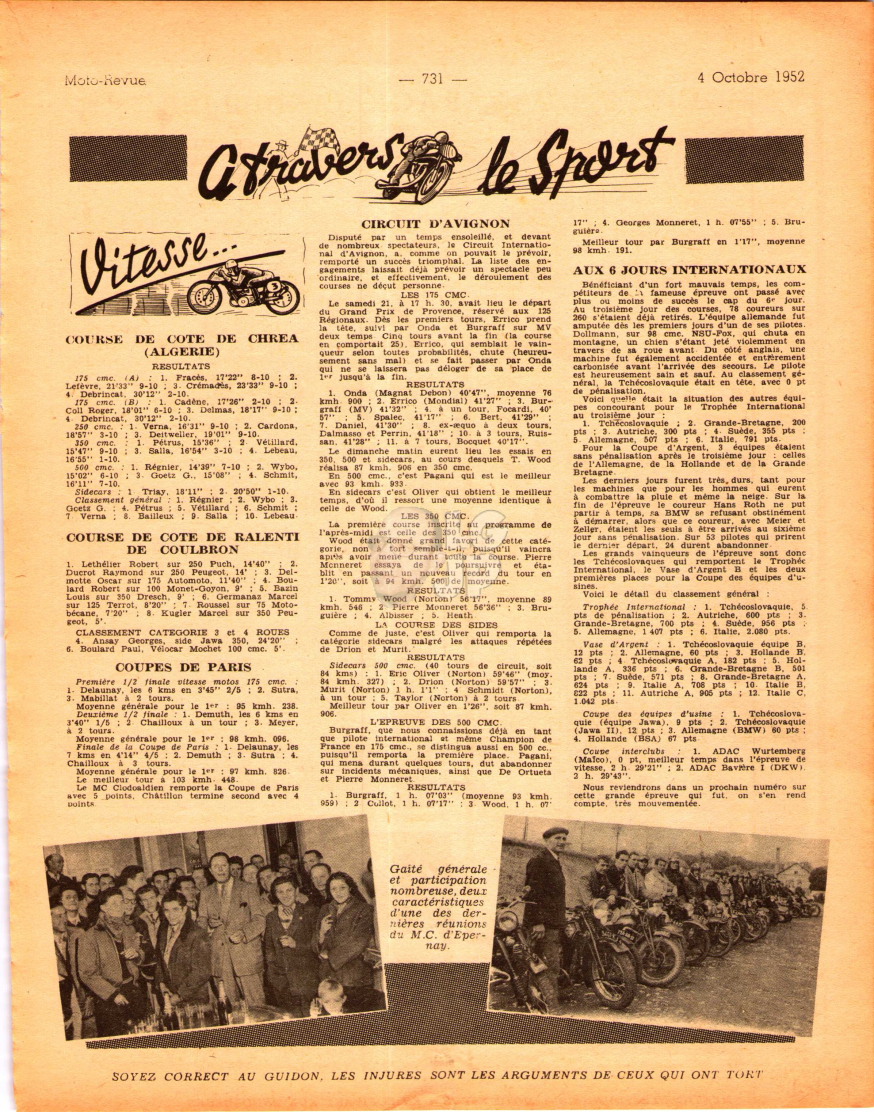 Moto-Revue
— 731 —
4 Octobre 1952
A travers le Sport
Vitesse...
COURSE DE COTE DE CHREA
(ALGERIE)
RESULTATS
175 cmc. (A) : 1. Fracès, 17'22'' 8-10 ; 2.
Lefèvre, 21'33'' 9-10 ; 3. Crémadès, 23'33'' 9-10 ;
4. Debrincat, 30'12'' 2-10.
175 cmc. (B) : 1. Cadène, 17'26'' 2-10 ; 2.
Coll Roger, 18'01'' 6-10 ; 3. Delmas, 18'17'' 9-10 ;
4. Debrincat, 30'12'' 2-10.
250 cmc. : 1. Verna, 16'31'' 9-10 ; 2. Cardona,
18'57'' 3-10 ; 3. Deitweiler, 19'01'' 9-10.
350 cmc. : 1. Pétrus, 15'36'' 2. Vétillard,
15'47'' 9-10 ; 3. Salla, 16'54'' 3-10 ; 4. Lebeau,
16'55'' 1-10.
500 cmc. : 1. Régnier, 14'39'' 7-10 ; 2. Wybo,
15'02'' 6-10 ; 3. Goetz G., 15'08'' ; 4. Schmit,
16'11'' 7-10.
Sidecars : 1 Triay, 18'11'' ; 2. 20'50'' 1-10.
Classement général : 1. Régnier ; 2. Wybo ; 3.
Goetz G. ; 4. Pétrus ; 5. Vétillard ; 6. Schmit ;
7 Verna ; 8. Bailleux ; 9. Salla ; 10. Lebeau.
COURSE DE COTE DE RALENTI
DE COULBRON
1. Lethélier Robert sur 250 Puch, 14'40'' ; 2.
Ducrot Raymond sur 250 Peugeot, 14' ; 3. Del-
motte Oscar sur 175 Automoto, 11'40'' ; 4. Bou-
lard Robert sur 100 Monet-Goyon, 9' ; 5. Bazin
Louis sur 350 Dresch, 9' ; 6. Germanaz Marcel
sur 125 Terrot, 8'20'' ; 7. Roussel sur 75 Moto-
bécane, 7'20'' ; 8. Kugler Marcel sur 350 Peu-
geot, 5'.
CLASSEMENT CATEGORIE 3 et 4 ROUES
4. Ansay Georges, side Jawa 350, 24'20'' ;
6. Boulard Paul, Vélocar Mochet 100 cmc. 5'.
COUPES DE PARIS
Première 1/2 finale vitesse motos 175 cmc. :
1. Delaunay, les 6 kms en 3'45'' 2/5 ; 2. Sutra,
3. Mabillat à 2 tours.
Moyenne générale pour le 1er : 95 kmh. 238.
Deuxième 1/2 finale : 1. Demuth, les 6 kms en
3'40'' 1/5 ; 2 Chailloux à un tour ; 3. Meyer,
à 2 tours.
Moyenne générale pour le 1er : 98 kmh. 096.
Finale de la Coupe de Paris : 1. Delaunay, les
7 kms en 4'14'' 4/5 ; 2. Demuth ; 3. Sutra ; 4.
Chailloux à 3 tours.
Moyenne générale pour le 1er : 97 kmh. 826.
Le meilleur tour à 103 kmh. 448.
Le MC Clodoaldien remporte la Coupe de Paris
avec 5 points, Châtillon termine second avec 4
points.
CIRCUIT D'AVIGNON
Disputé par un temps ensoleillé, et devant
de nombreux spectateurs, le Circuit Internatio-
nal d'Avignon, a, comme on pouvait le prévoir,
remporté un succès triomphal. La liste des en-
gagements laissait déjà prévoir un spectacle peu
ordinaire, et effectivement, le déroulement des
courses ne déçut personne.
LES 175 CMC.
Le samedi 21, à 17 h. 30, avait lieu le départ
du Grand Prix de Provence, réservé aux 125
Régionaux. Dès les premiers tours, Errico prend
la tête, suivi par Onda et Burgraff sur MV
deux temps Cinq tours avant la fin (la course
en comportait 25), Errico, qui semblait le vain-
queur selon toutes probabilités, chute (heureu-
sement sans mal) et se fait passer par Onda
qui ne se laissera pas déloger de sa place de
1er jusqu'à la fin.
RESULTATS
1. Onda (Magnat Debon) 40'47'', moyenne 76
kmh. 900 ; 2. Errico (Mondial) 41'27'' ; 3. Bur-
graff (MV) 41'32'' ; 4. à un tour, Focardi, 40'
57'' ; 5. Spalec, 41'17'' ; 6. Bert, 41'29'' ;
7. Daniel, 41'30'' ; 8. ex-æquo à deux tours,
Dalmasso et Perrin, 41'18'' ; 10. à 3 tours, Ruis-
san, 41'28'' ; 11. à 7 tours, Bocquet 40'17''.
Le dimanche matin eurent lieu les essais en
350, 500 et sidecars, au cours desquels T. Wood
réalisa 87 kmh. 906 en 350 cmc.
En 500 cmc., c'est Pagani qui est le meilleur
avec 93 kmh. 933.
En sidecars c'est Oliver qui obtient le meilleur
temps, d'où il ressort une moyenne identique à
celle de Wood.
LES 350 CMC.
La première course inscrite au programme de
l'après-midi est celle des 350 cmc.
Wood était donné grand favori de cette caté-
gorie, non à tort semble-t-il, puisqu'il vaincra
après avoir mené durant toute la course. Pierre
Monneret essaya de le poursuivre et éta-
blit en passant un nouveau record du tour en
1'20'', soit à 94 kmh. 500 de moyenne.
RESULTATS
1. Tommy Wood (Norton) 56'17'', moyenne 89
kmh. 546 ; 2. Pierre Monneret 56'36'' ; 3. Bru-
guière ; 4. Albisser ; 5. Heath.
LA COURSE DES SIDES
Comme de juste, c'est Oliver qui remporta la
catégorie sidecars malgré les attaques répétées
de Drion et Murit.
RESULTATS
Sidecars 500 cmc. (40 tours de circuit, soit
84 kms) : 1. Eric Oliver (Norton) 59'46'' (moy.
84 kmh. 327) ; 2. Drion (Norton) 59'57'' ; 3.
Murit (Norton) 1 h. 1'1'' ; 4. Schmidt (Norton),
à un tour ; 5. Taylor (Norton) à 2 tours
Meilleur tour par Oliver en 1'26'', soit 87 kmh.
906.
L'EPREUVE DES 500 CMC.
Burgraff, que nous connaissions déjà en tant
que pilote international et même Champion de
France en 175 cmc., se distingua aussi en 500 cc.,
puisqu'il remporta la première place. Pagani,
qui mena durant quelques tours, dut abandonner
sur incidents mécaniques, ainsi que De Ortueta
et Pierre Monneret.
RESULTATS
1. Burgraff, 1 h. 07'03'' (moyenne 93 kmh.
959) ; 2 Collot, 1 h. 07'17'' ; 3. Wood, 1 h. 07'
17'' ; 4. Georges Monneret, 1 h. 07'55'' ; 5. Bru-
guière.
Meilleur tour par Burgraff en 1'17'', moyenne
98 kmh. 191.
AUX 6 JOURS INTERNATIONAUX
Bénéficiant d'un fort mauvais temps, les com-
pétiteurs de la fameuse épreuve ont passé avec
plus ou moins de succès le cap du 6e jour.
Au troisième jour des courses, 78 coureurs sur
260 s'étaient déjà retirés. L'équipe allemande fut
amputée dès les premiers jours d'un de ses pilotes.
Dollmann, sur 98 cmc. NSU-Fox, qui chuta en
montagne, un chien s'étant jeté violemment en
travers de sa roue avant. Du côté anglais, une
machine fut également accidentée et entièrement
carbonisée avant l'arrivée des secours. Le pilote
est heureusement sain et sauf. Au classement gé-
néral, la Tchécoslovaquie était en tête, avec 0 pt
de pénalisation.
Voici quelle était la situation des autres équi-
pes concourant pour le Trophée International
au troisième jour :
1. Tchécoslovaquie ; 2. Grande-Bretagne, 200
pts ; 3. Autriche, 300 pts ; 4. Suède, 355 pts ;
5. Allemagne, 507 pts ; 6. Italie, 791 pts.
Pour la Coupe d'Argent, 3 équipes étaient
sans pénalisation après le troisième jour : celles
de l'Allemagne, de la Hollande et de la Grande
Bretagne.
Les derniers jours furent très durs, tant pour
les machines que pour les hommes qui eurent
à combattre la pluie et même la neige. Sur la
fin de l'épreuve le coureur Hans Roth ne put
partir à temps, sa BMW se refusant obstinément
à démarrer, alors que ce coureur, avec Meier et
Zeller, étaient les seuls à être arrivés au sixième
jour sans pénalisation. Sur 53 pilotes qui prirent
le dernier départ, 24 durent abandonner.
Les grands vainqueurs de l'épreuve sont donc
les Tchécoslovaques qui remportent le Trophée
International, le Vase d'Argent B et les deux
premières places pour la Coupe des Equipes d'u-
sines.
Voici le détail du classement général :
Trophée International : 1. Tchécoslovaquie, 5
pts de pénalisation ; 2. Autriche, 600 pts ; 3.
Grande-Bretagne, 700 pts ; 4. Suède, 956 pts ;
5. Allemagne, 1 407 pts ; 6. Italie, 2.080 pts.
Vase d'Argent : 1. Tchécoslovaquie équipe B,
12 pts ; 2. Allemagne, 60 pts ; 3. Hollande B.
62 pts ; 4 Tchécoslowaquie A, 182 pts ; 5. Hol-
lande A, 336 pts ; 6. Grande-Bretagne B, 501
pts ; 7. Suède, 571 pts ; 8. Grande-Bretagne A,
624 pts ; 9. Italie A, 708 pts ; 10. Italie B,
822 pts ; 11. Autriche A, 905 pts ; 12. Italie C,
1.042 pts.
Coupe des équipes d'usine : 1. Tchécoslova-
quie (équipe Jawa), 9 pts ; 2. Tchécoslovaquie
(Jawa II), 12 pts ; 3. Allemagne (BMW) 60 pts ;
4. Hollande (BSA) 67 pts
Coupe interclubs : 1. ADAC Wurtemberg
(Maïco), 0 pt, meilleur temps dans l'épreuve de
vitesse, 2 h 29'21'' ; 2. ADAC Bavière I (DKW),
2 h. 29'43''.
Nous reviendrons dans un prochain numéro sur
cette grande épreuve qui fut, on s'en rend
compte, très mouvementée.
Gaîté générale
et participation
nombreuse, deux
caractéristiques
d'une des der-
nières réunions
du M.C. d'Eper-
nay.
SOYEZ CORRECT AU GUIDON, LES INJURES SONT LES ARGUMENTS DE CEUX QUI ONT TORT